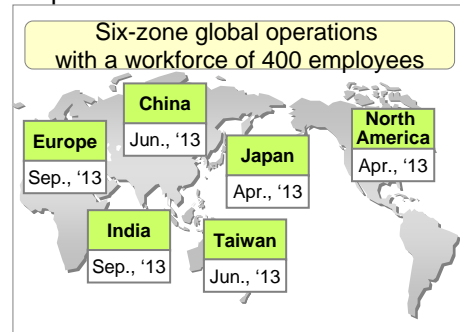 Six-zone global operations
with a workforce of 400 employees
China
Jun., ‘13
Europe
Sep., ‘13
Japan
Apr., ‘13
North
America
Apr., ‘13
India
Sep., ‘13
Taiwan
Jun., ‘13